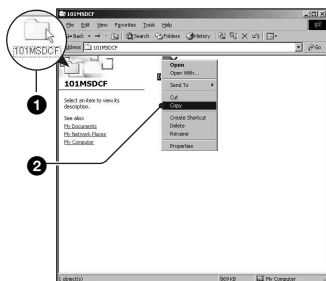 101MSDCF
File Edit View Favorites Tools Help
Back Search Folders History
Address 101MSDCF Go
101MSDCF
1
101MSDCF
Select an item to view its
description.
See also:
My Documents
My Network Places
My Computer
2
Open
Open With...
Send To
Cut
Copy
Create Shortcut
Delete
Rename
Properties
1 object(s) 869 KB My Computer